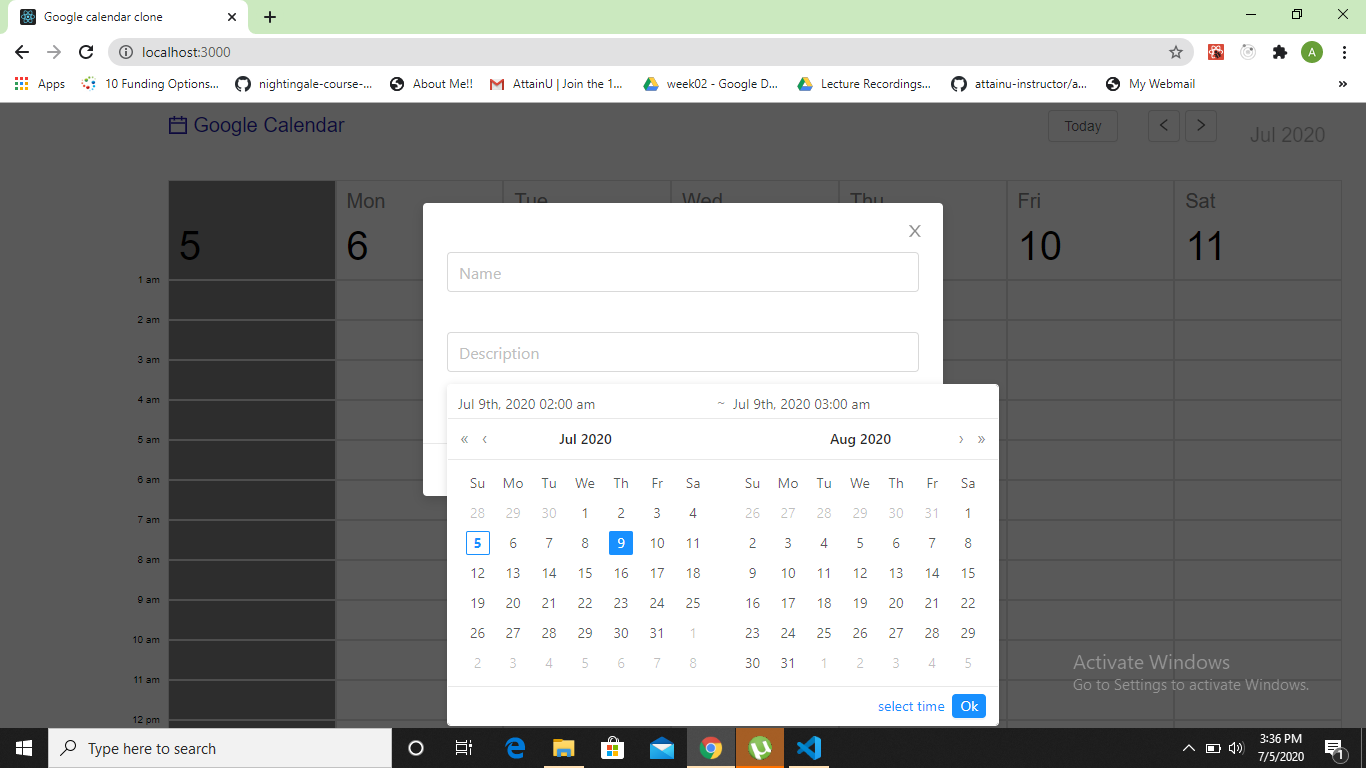 Google calendar clone
localhost:3000
A
Apps 10 Funding Options... nightingale-course-... About Me!! AttainU | Join the 1... week02 - Google D... Lecture Recordings... attainu-instructor/a... My Webmail »
Google Calendar Today < > Jul 2020
Mon Tue Wed Thu Fri Sat
5 6 10 11
X
Name
Description
1 am
2 am
3 am
4 am
5 am
6 am
7 am
8 am
9 am
10 am
11 am
12 pm
Jul 9th, 2020 02:00 am ~ Jul 9th, 2020 03:00 am
« ‹ Jul 2020 Aug 2020 › »
Su Mo Tu We Th Fr Sa Su Mo Tu We Th Fr Sa
28 29 30 1 2 3 4 26 27 28 29 30 31 1
5 6 7 8 9 10 11 2 3 4 5 6 7 8
12 13 14 15 16 17 18 9 10 11 12 13 14 15
19 20 21 22 23 24 25 16 17 18 19 20 21 22
26 27 28 29 30 31 1 23 24 25 26 27 28 29
2 3 4 5 6 7 8 30 31 1 2 3 4 5
select time Ok
Activate Windows
Go to Settings to activate Windows.
Type here to search
3:36 PM
7/5/2020
1